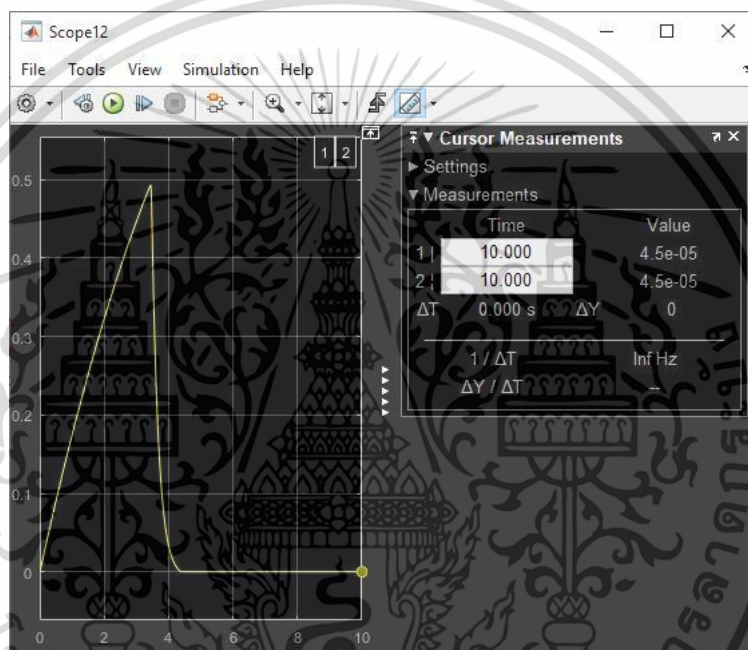 Scope12
File Tools View Simulation Help
1 2
0.5
0.4
0.3
0.2
0.1
0
0 2 4 6 8 10
Cursor Measurements
Settings
Measurements
Time Value
1 10.000 4.5e-05
2 10.000 4.5e-05
ΔT 0.000 s ΔY 0
1 / ΔT Inf Hz
ΔY / ΔT --